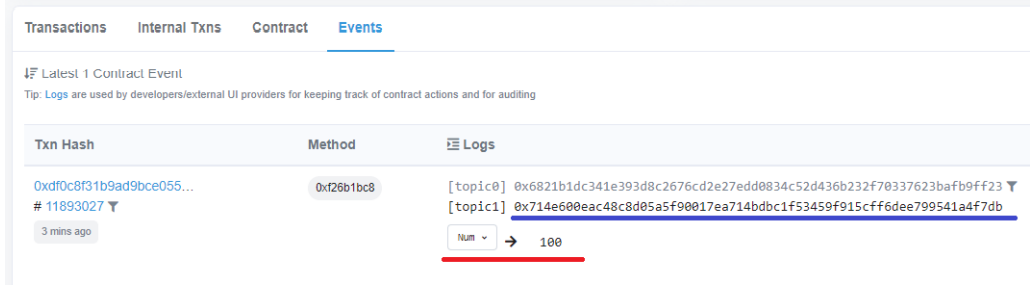 Transactions Internal Txns Contract Events
Latest 1 Contract Event
Tip: Logs are used by developers/external UI providers for keeping track of contract actions and for auditing
Txn Hash Method Logs
0xdf0c8f31b9ad9bce055... 0xf26b1bc8 [topic0] 0x6821b1dc341e393d8c2676cd2e27edd0834c52d436b232f70337623bafb9ff23
# 11893027 [topic1] 0x714e600eac48c8d05a5f90017ea714bdbc1f53459f915cff6dee799541a4f7db
3 mins ago Num → 100